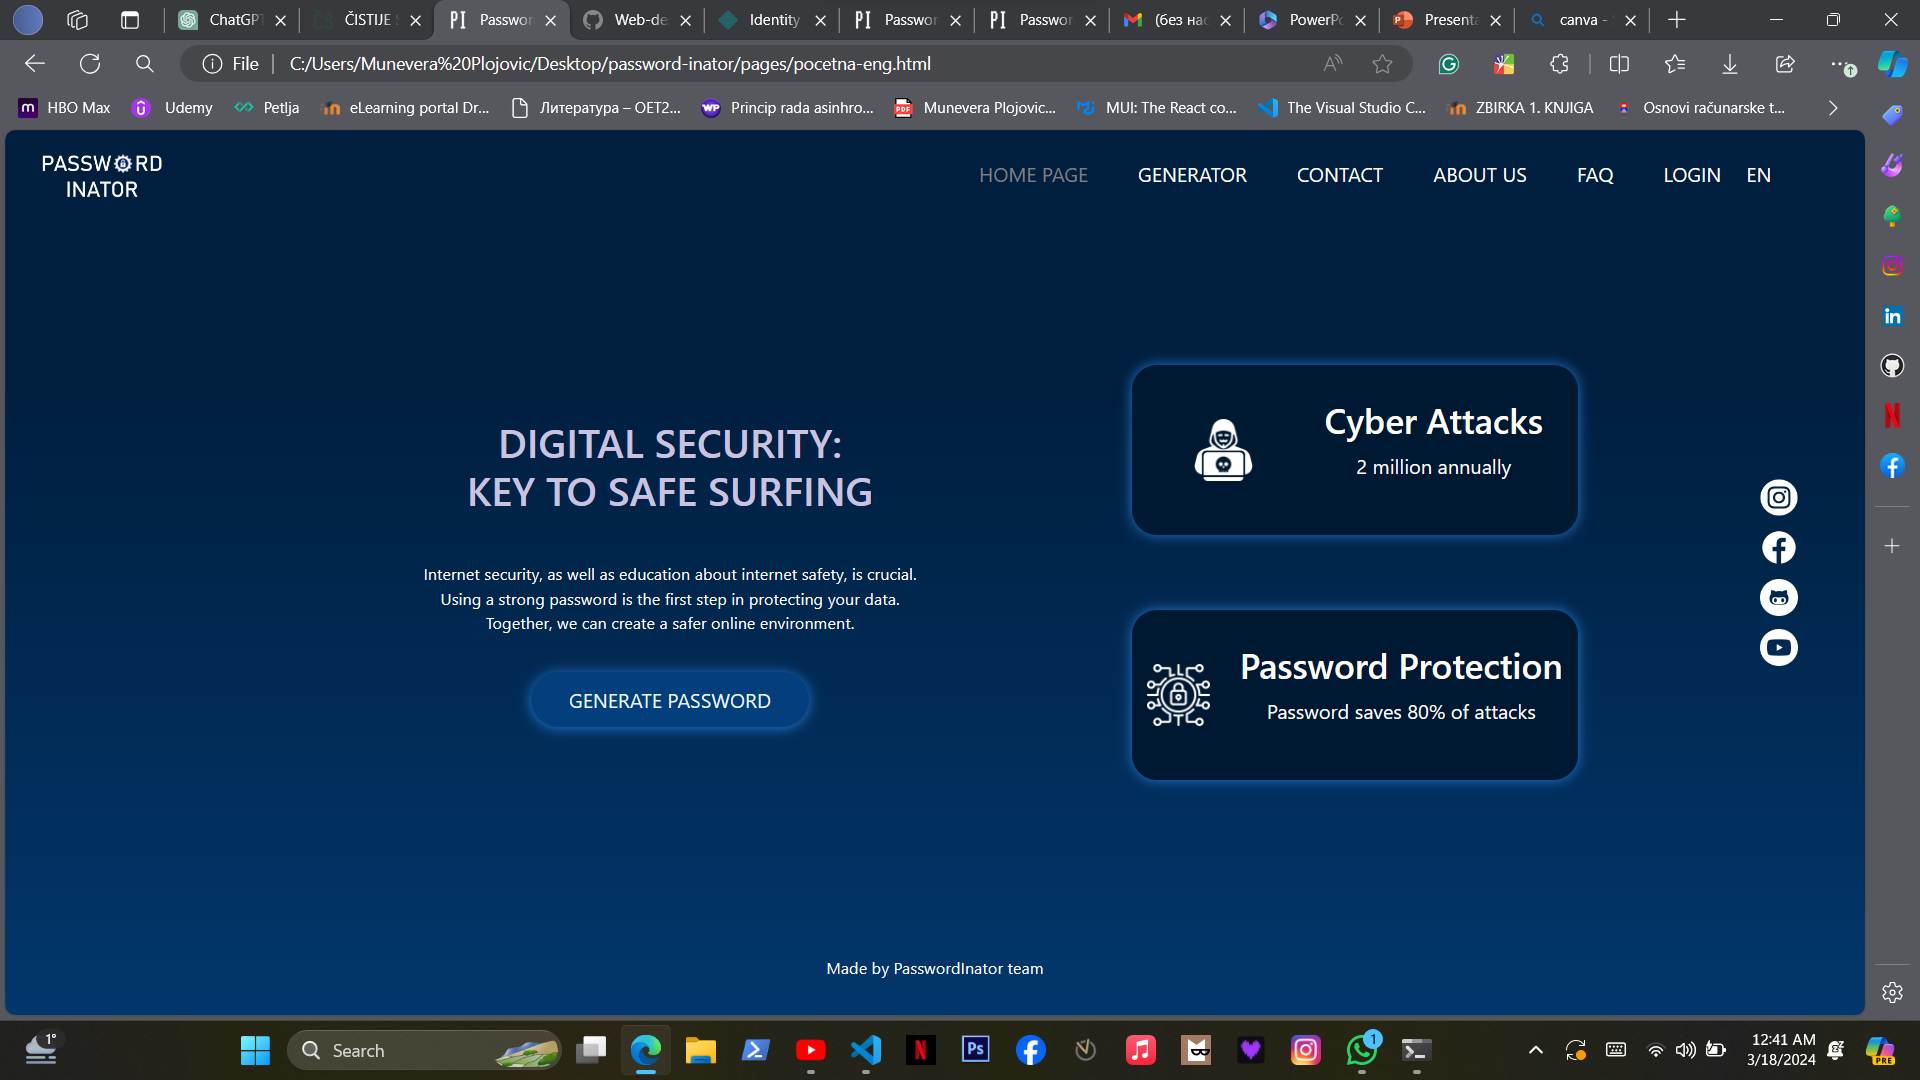 ChatGP
ČISTIJE
Passwor
Web-de
Identity
Passwor
Passwor
(без нас
PowerPo
Presenta
canva -
File
C:/Users/Munevera%20Plojovic/Desktop/password-inator/pages/pocetna-eng.html
HBO Max
Udemy
Petlja
eLearning portal Dr...
Литература – OET2...
Princip rada asinhro...
Munevera Plojovic...
MUI: The React co...
The Visual Studio C...
ZBIRKA 1. KNJIGA
Osnovi računarske t...
PASSWORD
INATOR
HOME PAGE
GENERATOR
CONTACT
ABOUT US
FAQ
LOGIN
EN
DIGITAL SECURITY:
KEY TO SAFE SURFING
Internet security, as well as education about internet safety, is crucial.
Using a strong password is the first step in protecting your data.
Together, we can create a safer online environment.
GENERATE PASSWORD
Cyber Attacks
2 million annually
Password Protection
Password saves 80% of attacks
Made by PasswordInator team
1°
Search
1
12:41 AM
3/18/2024
PRE